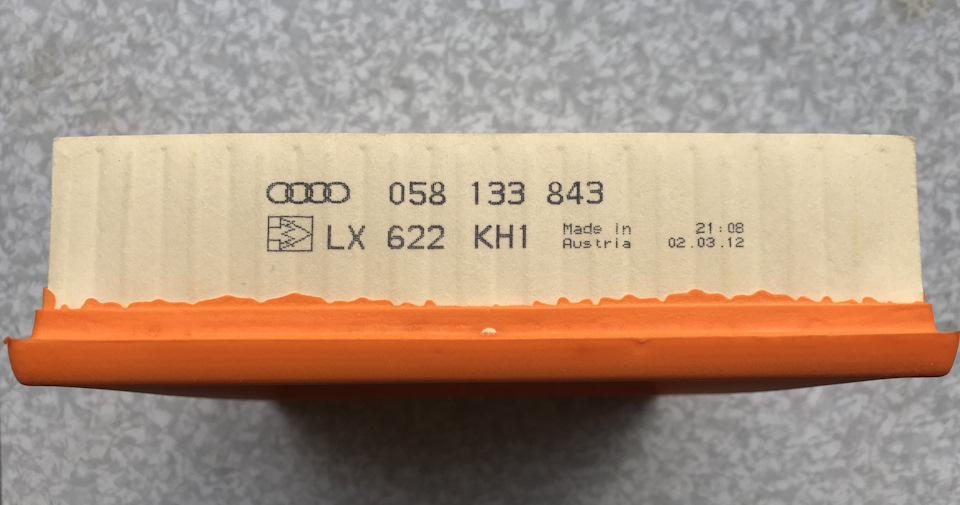 058 133 843
LX 622 KH1
Made in
Austria
21:08
02.03.12